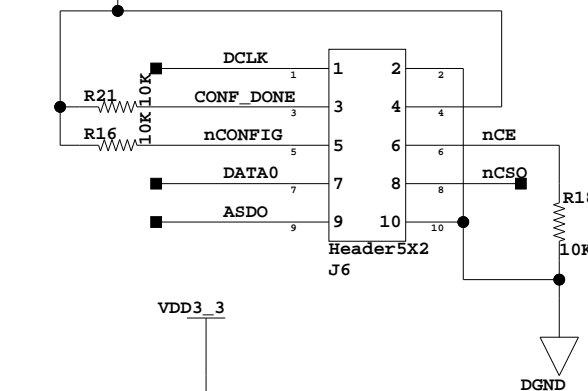 DCLK
1 1 2 2
R21 10K CONF_DONE
3 3 4 4
R16 10K nCONFIG nCE
5 5 6 6
DATA0 nCSO
7 7 8 8
ASDO
9 9 10 10
10K
Header5X2
J6
VDD3_3
DGND